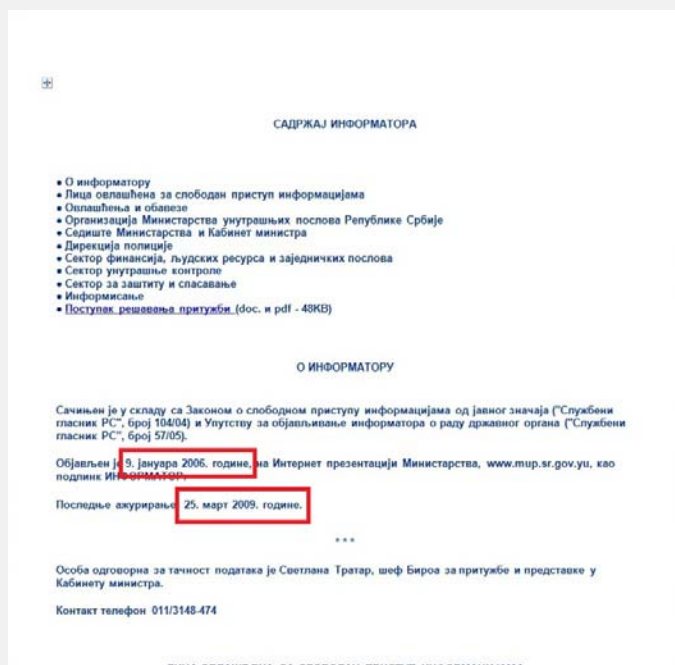 САДРЖАЈ ИНФОРМАТОРА
• О информатору
• Лица овлашћена за слободан приступ информацијама
• Овлашћења и обавезе
• Организација Министарства унутрашњих послова Републике Србије
• Седиште Министарства и Кабинет министра
• Дирекција полиције
• Сектор финансија, људских ресурса и заједничких послова
• Сектор унутрашње контроле
• Сектор за заштиту и спасавање
• Информисање
• Поступак решавања притужби (doc. и pdf - 48KB)
О ИНФОРМАТОРУ
Сачињен је у складу са Законом о слободном приступу информацијама од јавног значаја ("Службени
гласник РС", број 104/04) и Упутству за објављивање информатора о раду државног органа ("Службени
гласник РС", број 57/05).
Објављен је 9. јануара 2006. године, на Интернет презентацији Министарства, www.mup.sr.gov.yu, као
подлинк ИНФОРМАТОР.
Последње ажурирање 25. март 2009. године.
***
Особа одговорна за тачност података је Светлана Тратар, шеф Бироа за притужбе и представке у
Кабинету министра.
Контакт телефон 011/3148-474